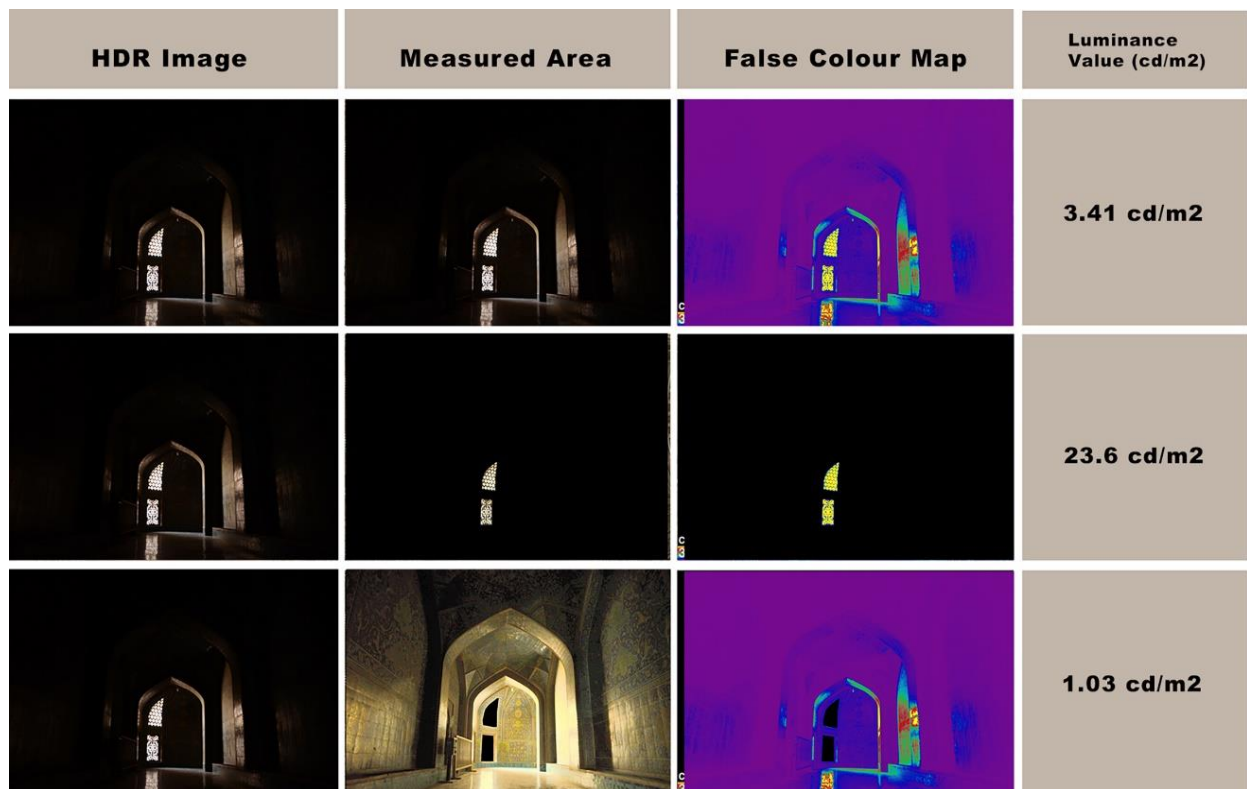 HDR Image
Measured Area
False Colour Map
Luminance
Value (cd/m2)
3.41 cd/m2
C
23.6 cd/m2
C
1.03 cd/m2
C